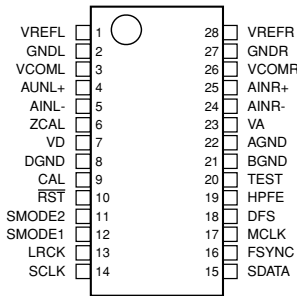 VREFL 1 28 VREFR
GNDL 2 27 GNDR
VCOML 3 26 VCOMR
AUNL+ 4 25 AINR+
AINL- 5 24 AINR-
ZCAL 6 23 VA
VD 7 22 AGND
DGND 8 21 BGND
CAL 9 20 TEST
RST 10 19 HPFE
SMODE2 11 18 DFS
SMODE1 12 17 MCLK
LRCK 13 16 FSYNC
SCLK 14 15 SDATA